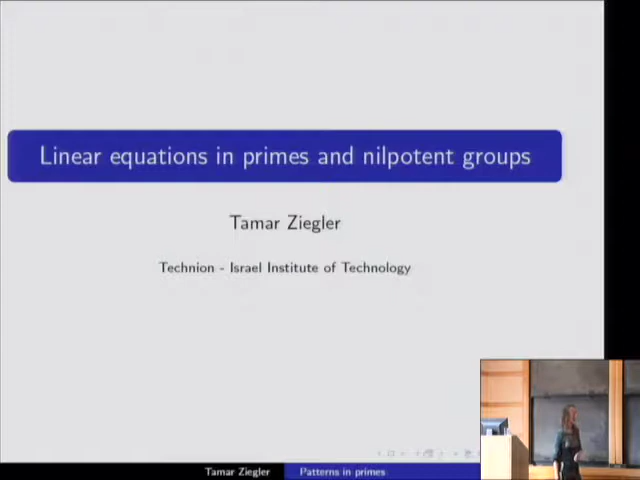 Linear equations in primes and nilpotent groups
Tamar Ziegler
Technion - Israel Institute of Technology
Tamar Ziegler
Patterns in primes